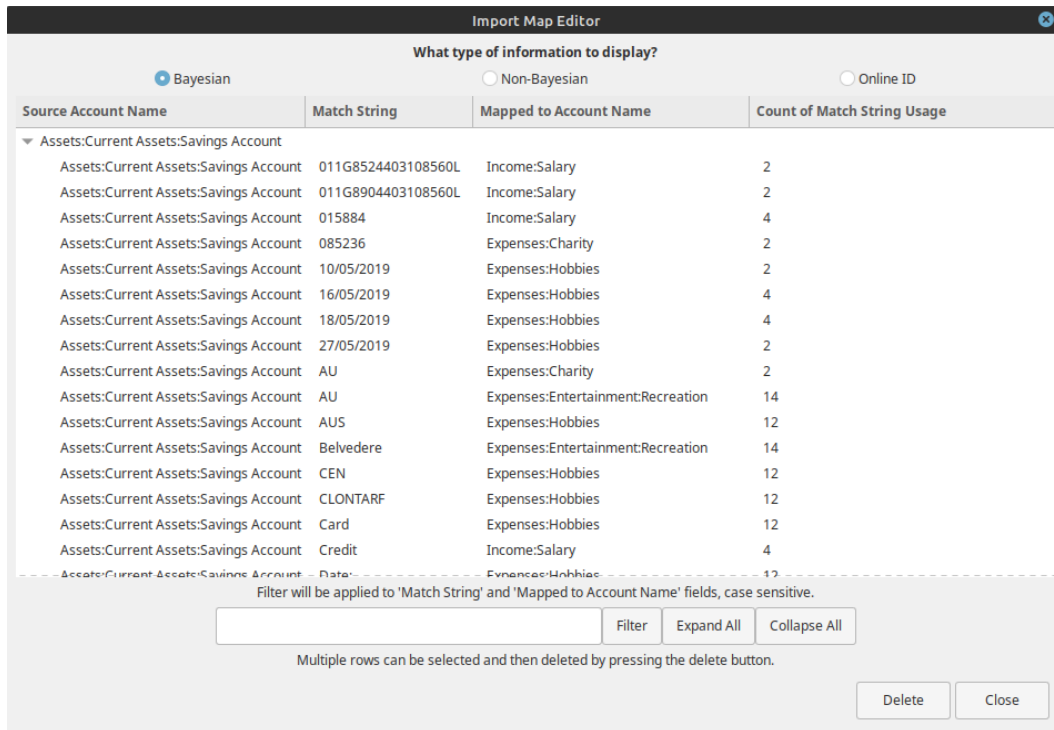 Import Map Editor
What type of information to display?
Bayesian Non-Bayesian Online ID
Source Account Name Match String Mapped to Account Name Count of Match String Usage
Assets:Current Assets:Savings Account
Assets:Current Assets:Savings Account 011G8524403108560L Income:Salary 2
Assets:Current Assets:Savings Account 011G8904403108560L Income:Salary 2
Assets:Current Assets:Savings Account 015884 Income:Salary 4
Assets:Current Assets:Savings Account 085236 Expenses:Charity 2
Assets:Current Assets:Savings Account 10/05/2019 Expenses:Hobbies 2
Assets:Current Assets:Savings Account 16/05/2019 Expenses:Hobbies 4
Assets:Current Assets:Savings Account 18/05/2019 Expenses:Hobbies 4
Assets:Current Assets:Savings Account 27/05/2019 Expenses:Hobbies 2
Assets:Current Assets:Savings Account AU Expenses:Charity 2
Assets:Current Assets:Savings Account AU Expenses:Entertainment:Recreation 14
Assets:Current Assets:Savings Account AUS Expenses:Hobbies 12
Assets:Current Assets:Savings Account Belvedere Expenses:Entertainment:Recreation 14
Assets:Current Assets:Savings Account CEN Expenses:Hobbies 12
Assets:Current Assets:Savings Account CLONTARF Expenses:Hobbies 12
Assets:Current Assets:Savings Account Card Expenses:Hobbies 12
Assets:Current Assets:Savings Account Credit Income:Salary 4
Assets:Current Assets:Savings Account Date: Expenses:Hobbies 12
Filter will be applied to 'Match String' and 'Mapped to Account Name' fields, case sensitive.
Filter Expand All Collapse All
Multiple rows can be selected and then deleted by pressing the delete button.
Delete Close